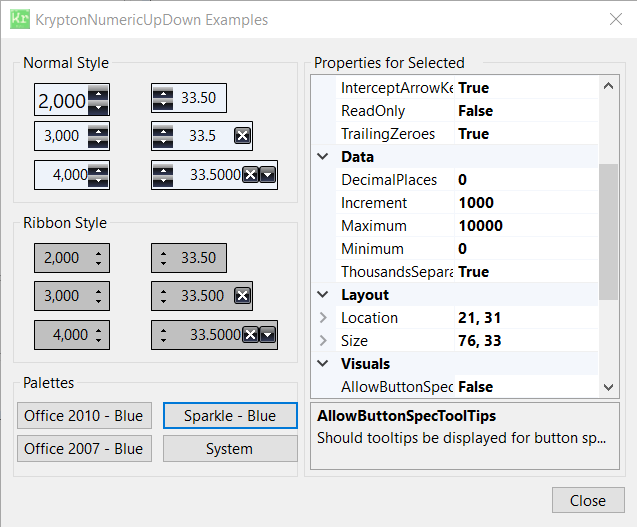 Kr KryptonNumericUpDown Examples
Normal Style
2,000 33.50
3,000 33.5
4,000 33.5000
Ribbon Style
2,000 33.50
3,000 33.500
4,000 33.5000
Palettes
Office 2010 - Blue Sparkle - Blue
Office 2007 - Blue System
Properties for Selected
InterceptArrowKe True
ReadOnly False
TrailingZeroes True
Data
DecimalPlaces 0
Increment 1000
Maximum 10000
Minimum 0
ThousandsSepara True
Layout
Location 21, 31
Size 76, 33
Visuals
AllowButtonSpec False
AllowButtonSpecToolTips
Should tooltips be displayed for button sp...
Close